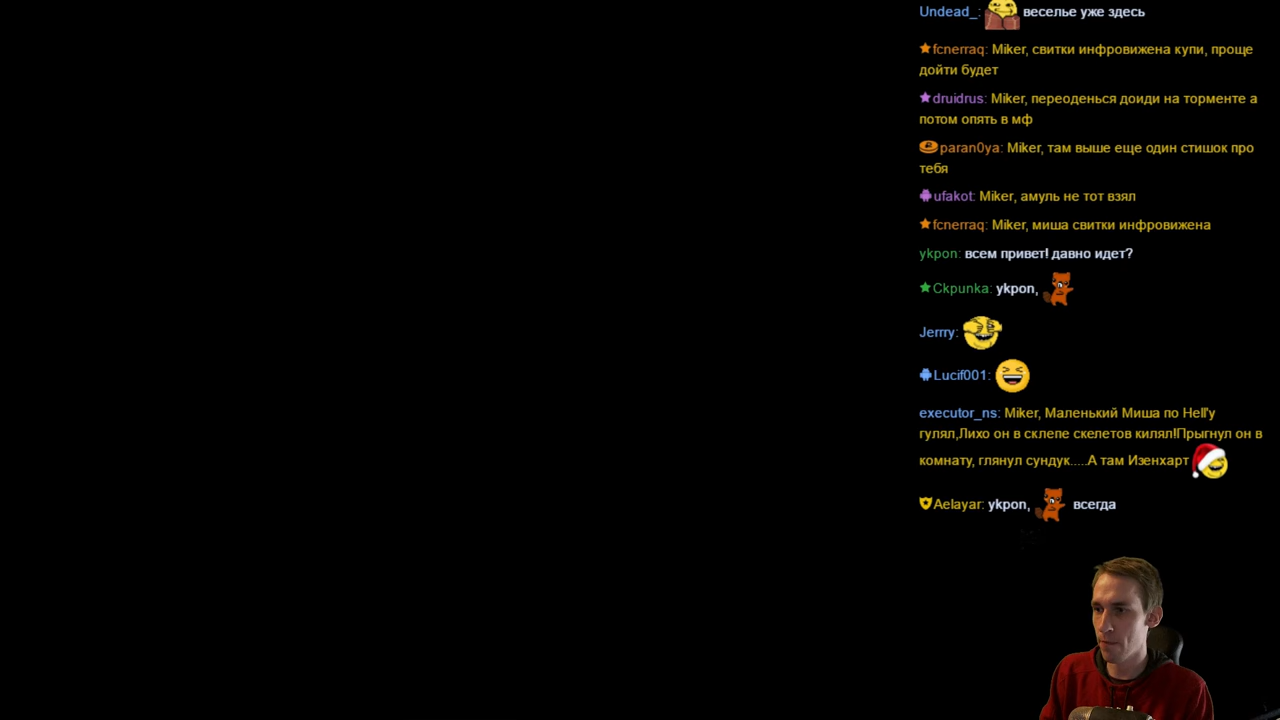 Undead_: веселье уже здесь
fcnerraq: Miker, свитки инфровижена купи, проще
дойти будет
druidrus: Miker, переоденься доиди на торменте а
потом опять в мф
paran0ya: Miker, там выше еще один стишок про
тебя
ufakot: Miker, амуль не тот взял
fcnerraq: Miker, миша свитки инфровижена
ykpon: всем привет! давно идет?
Ckpunka: ykpon,
Jerrry:
Lucif001:
executor_ns: Miker, Маленький Миша по Hell'у
гулял,Лихо он в склепе скелетов килял!Прыгнул он в
комнату, глянул сундук.....А там Изенхарт
Aelayar: ykpon, всегда